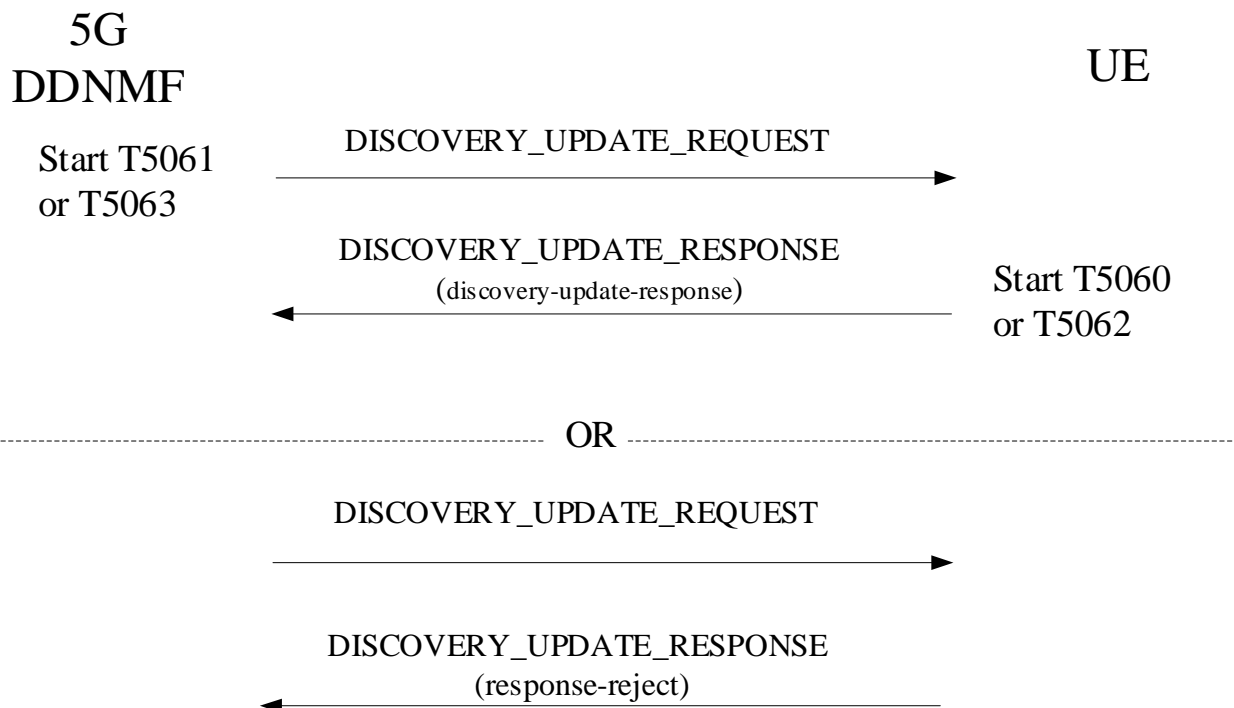 5G
DDNMF
UE
DISCOVERY_UPDATE_REQUEST
Start T5061
or T5063
DISCOVERY_UPDATE_RESPONSE
(discovery-update-response)
Start T5060
or T5062
OR
DISCOVERY_UPDATE_REQUEST
DISCOVERY_UPDATE_RESPONSE
(response-reject)